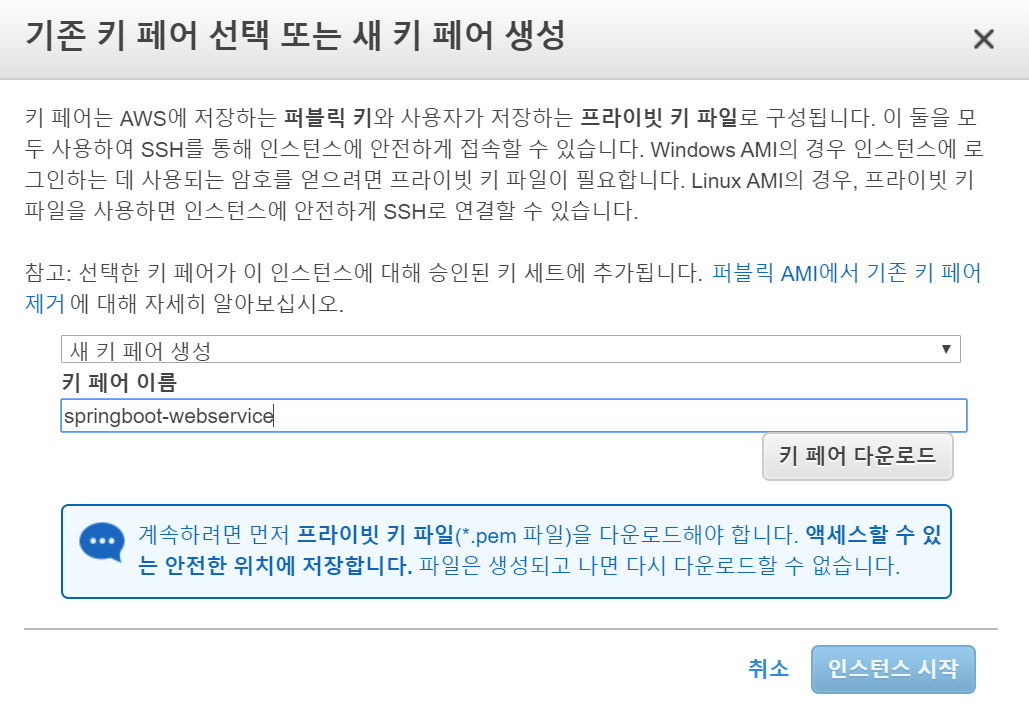 기존 키 페어 선택 또는 새 키 페어 생성
키 페어는 AWS에 저장하는 퍼블릭 키와 사용자가 저장하는 프라이빗 키 파일로 구성됩니다. 이 둘을 모
두 사용하여 SSH를 통해 인스턴스에 안전하게 접속할 수 있습니다. Windows AMI의 경우 인스턴스에 로
그인하는 데 사용되는 암호를 얻으려면 프라이빗 키 파일이 필요합니다. Linux AMI의 경우, 프라이빗 키
파일을 사용하면 인스턴스에 안전하게 SSH로 연결할 수 있습니다.
참고: 선택한 키 페어가 이 인스턴스에 대해 승인된 키 세트에 추가됩니다. 퍼블릭 AMI에서 기존 키 페어
제거 에 대해 자세히 알아보십시오.
새 키 페어 생성
키 페어 이름
springboot-webservice
키 페어 다운로드
계속하려면 먼저 프라이빗 키 파일(*.pem 파일)을 다운로드해야 합니다. 액세스할 수 있
는 안전한 위치에 저장합니다. 파일은 생성되고 나면 다시 다운로드할 수 없습니다.
취소
인스턴스 시작